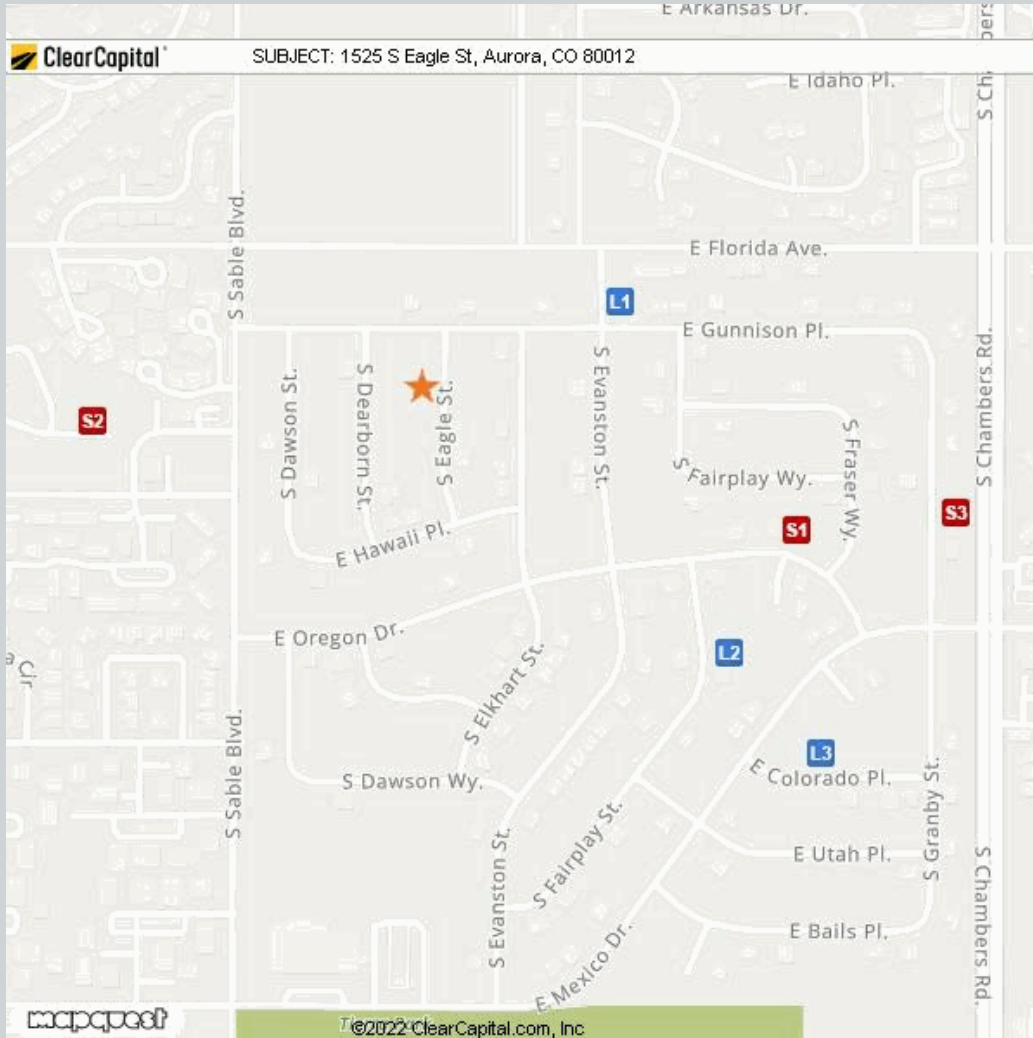 E Arkansas Dr.
ClearCapital
SUBJECT: 1525 S Eagle St, Aurora, CO 80012
E Idaho Pl.
S Sable Blvd.
E Florida Ave.
L1
E Gunnison Pl.
S Chambers Rd.
S Dawson St.
S Dearborn St.
S Eagle St.
S Evanston St.
S2
S Fairplay Wy.
S Fraser Wy.
S3
S1
E Hawaii Pl.
E Oregon Dr.
L2
S Elkhart St.
S Sable Blvd.
S Dawson Wy.
L3
E Colorado Pl.
S Granby St.
S Evanston St.
S Fairplay St.
E Utah Pl.
S Chambers Rd.
E Bails Pl.
E Mexico Dr.
mapquest
©2022 ClearCapital.com, Inc